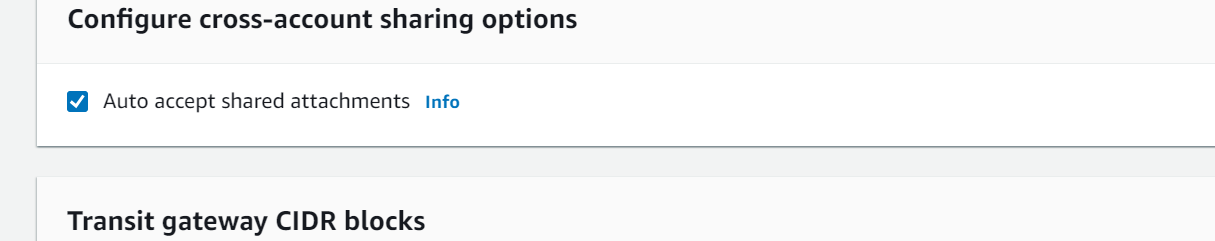 Configure cross-account sharing options
Auto accept shared attachments Info
Transit gateway CIDR blocks